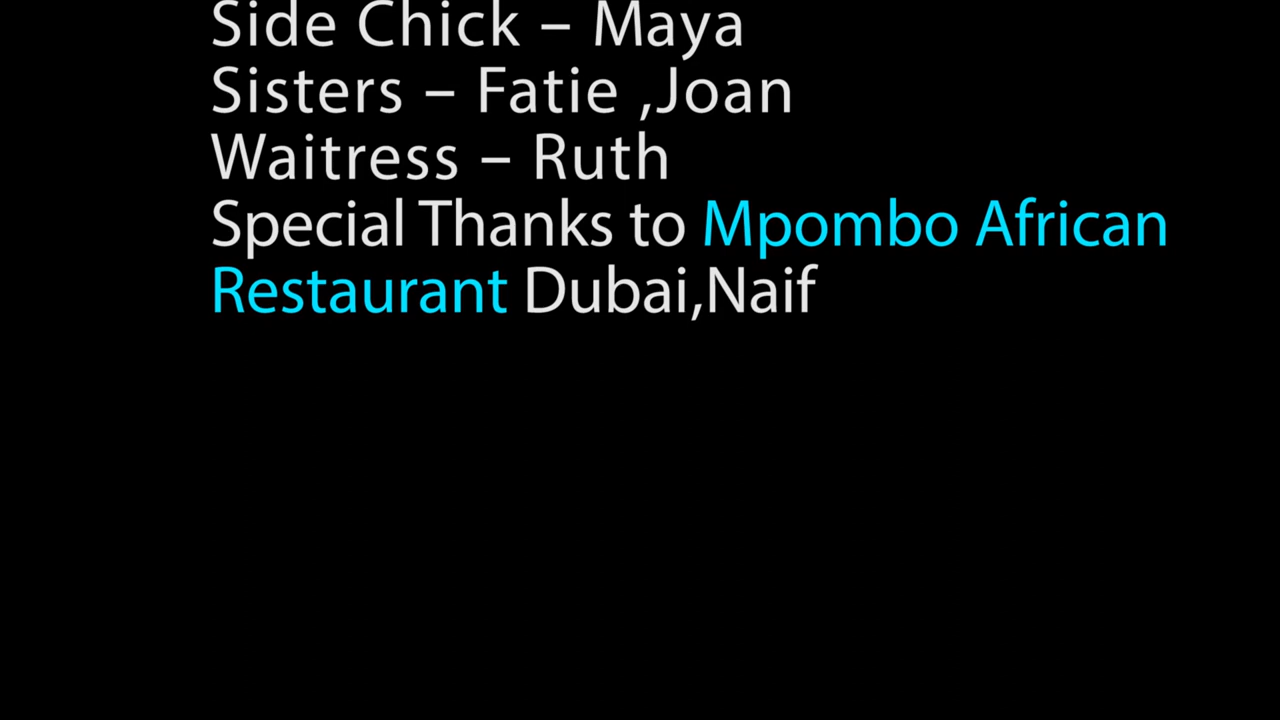 Side Chick – Maya
Sisters – Fatie ,Joan
Waitress – Ruth
Special Thanks to Mpombo African
Restaurant Dubai,Naif